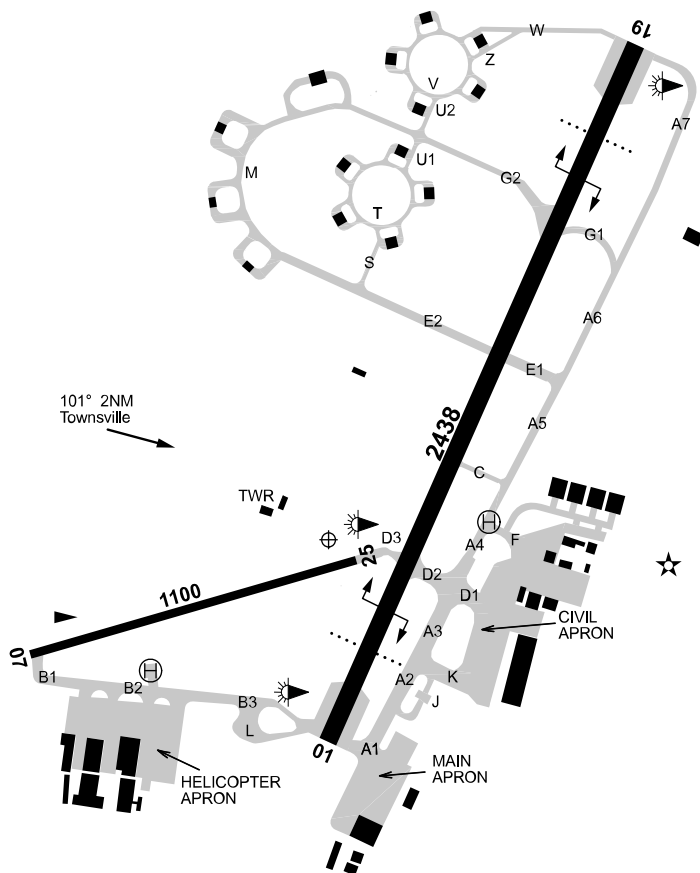 19
W
Z
V
U2
A7
U1
M
G2
T
G1
S
E2
A6
E1
101° 2NM
Townsville
2438
A5
C
TWR
H
D3
A4
F
25
D2
1100
D1
CIVIL
APRON
A3
07
H
B1
B2
A2
K
B3
J
L
01
A1
MAIN
APRON
HELICOPTER
APRON